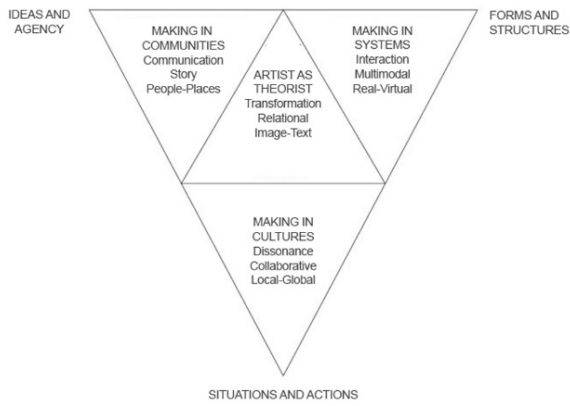 IDEAS AND
AGENCY
FORMS AND
STRUCTURES
MAKING IN
COMMUNITIES
Communication
Story
People-Places
ARTIST AS
THEORIST
Transformation
Relational
Image-Text
MAKING IN
SYSTEMS
Interaction
Multimodal
Real-Virtual
MAKING IN
CULTURES
Dissonance
Collaborative
Local-Global
SITUATIONS AND ACTIONS